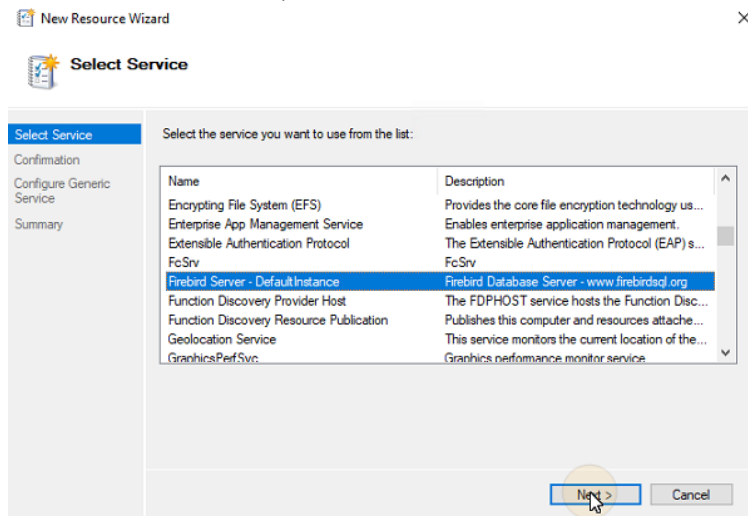 New Resource Wizard
Select Service
Select Service
Confirmation
Configure Generic
Service
Summary
Select the service you want to use from the list:
Name Description
Encrypting File System (EFS) Provides the core file encryption technology us...
Enterprise App Management Service Enables enterprise application management.
Extensible Authentication Protocol The Extensible Authentication Protocol (EAP) s...
FcSrv FcSrv
Firebird Server - DefaultInstance Firebird Database Server - www.firebirdsql.org
Function Discovery Provider Host The FDPHOST service hosts the Function Disc...
Function Discovery Resource Publication Publishes this computer and resources attache...
Geolocation Service This service monitors the current location of the...
GraphicsPerfSvc Graphics performance monitor service
Next > Cancel